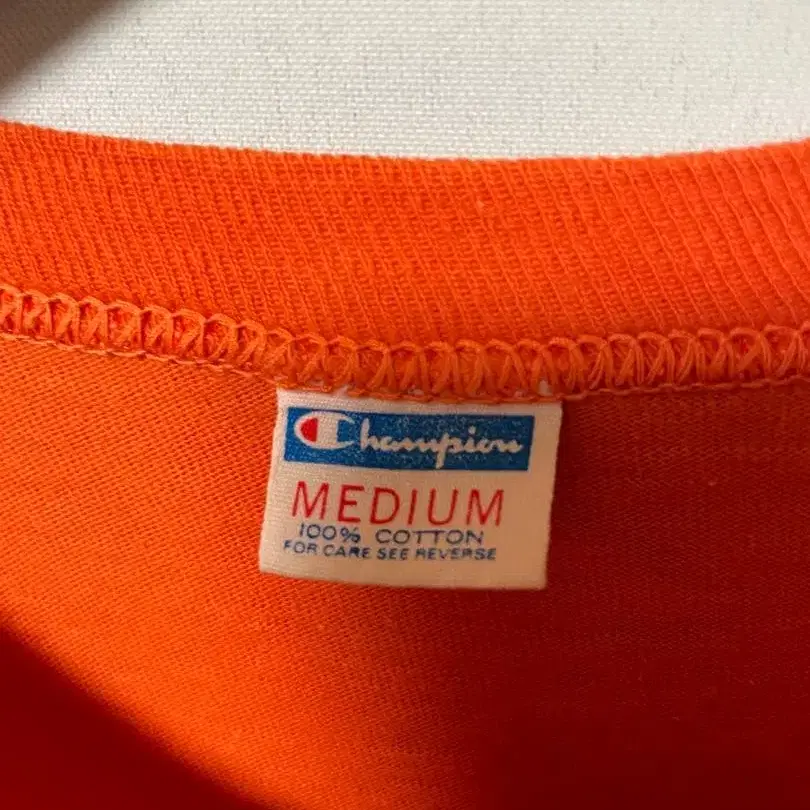 Champion
MEDIUM
100% COTTON
FOR CARE SEE REVERSE